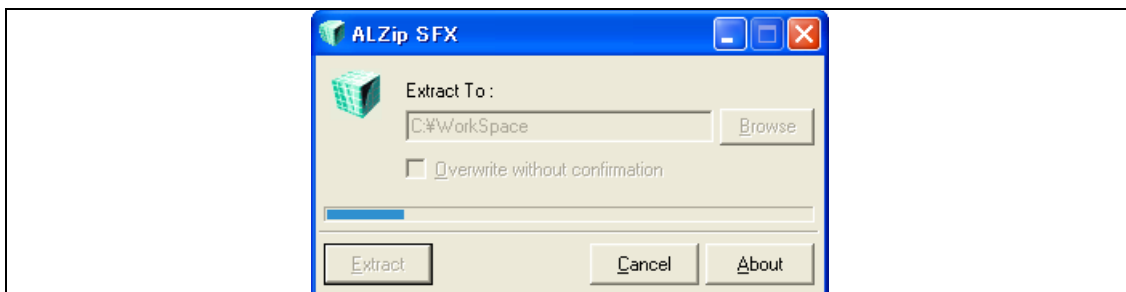 ALZip SFX
Extract To :
C:¥WorkSpace
Browse
Overwrite without confirmation
Extract
Cancel
About